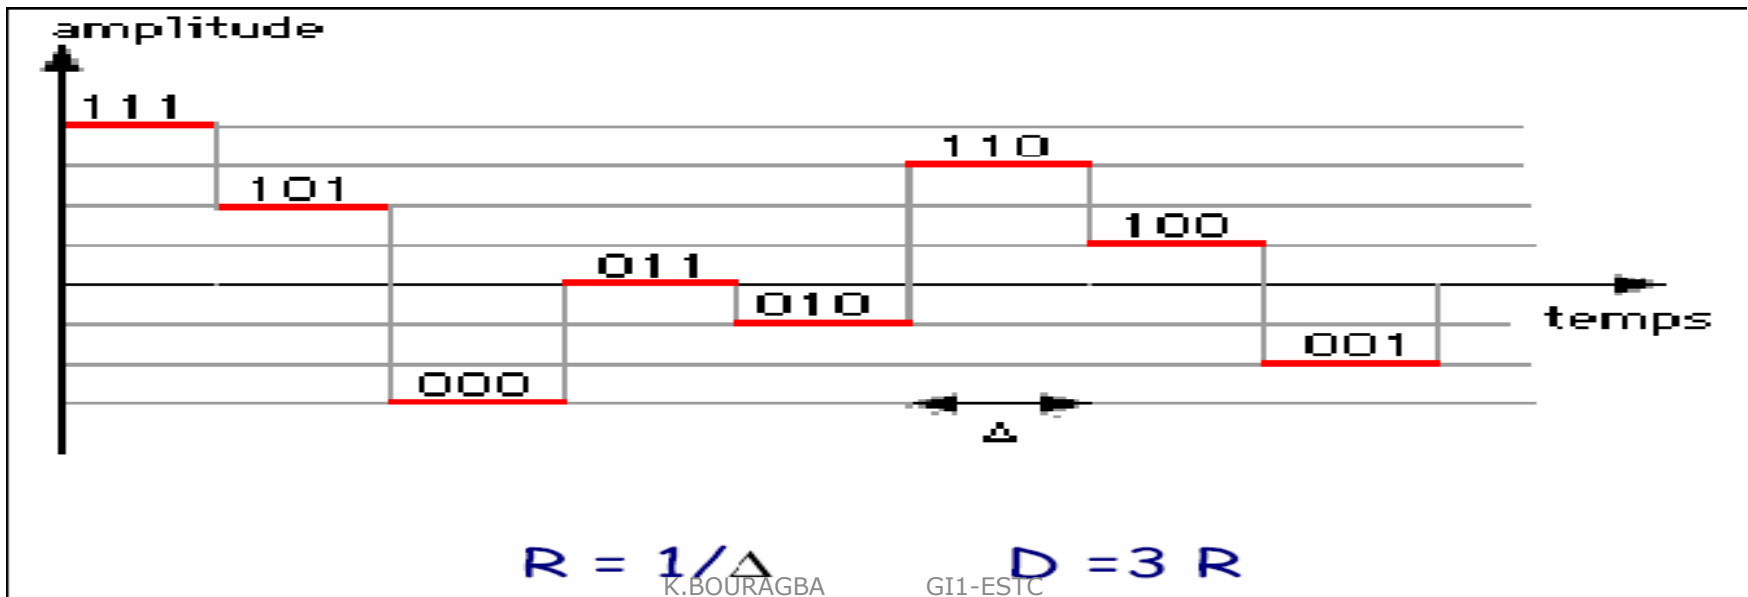 amplitude
111
110
101
100
011
010
temps
001
000
Δ
R = 1/Δ D =3 R
K.BOURAGBA GI1-ESTC